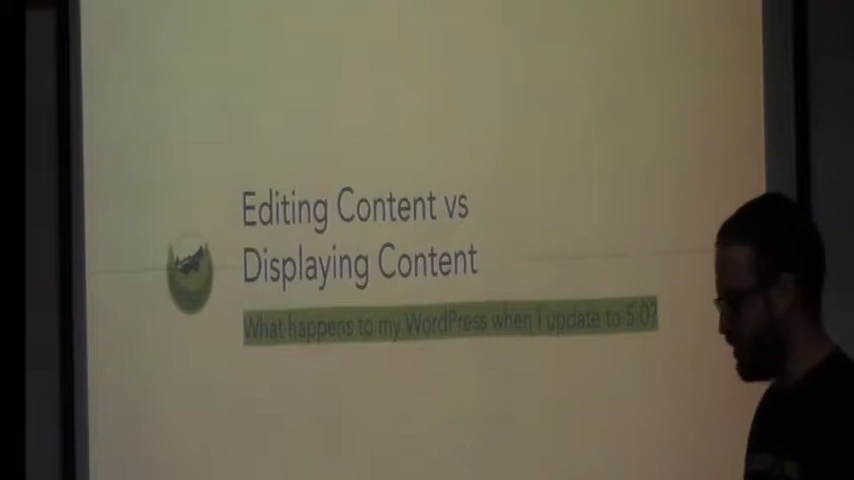 Editing Content vs
Displaying Content
What happens to my WordPress when I update to 5.0?